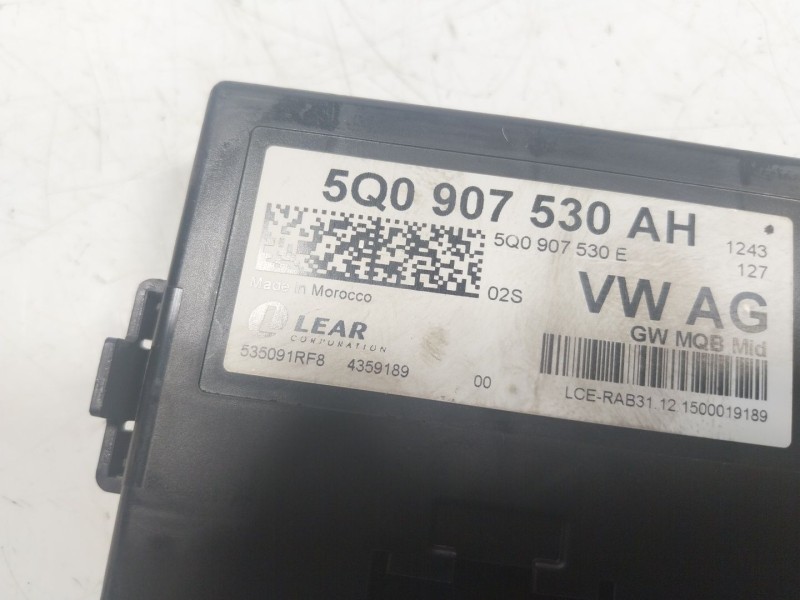 5Q0 907 530 AH
5Q0 907 530 E
1243
127
02S
VW AG
Made in Morocco
GW MQB Mid
LEAR
CORPORATION
535091RF8 4359189 00
LCE-RAB31.12.1500019189